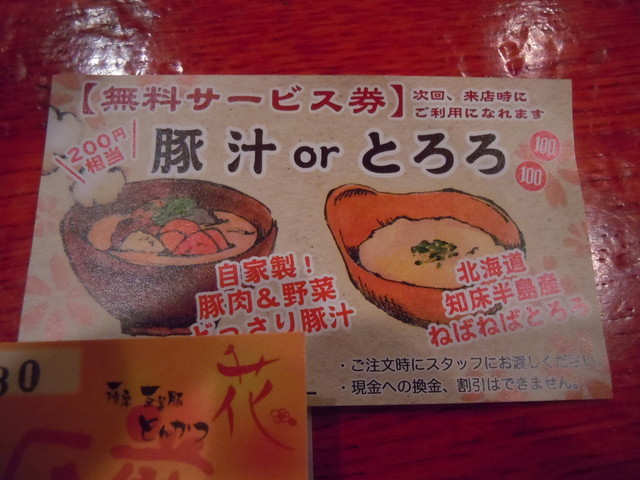 【無料サービス券】
次回、来店時に
ご利用になれます
200円
相当
豚汁 or とろろ
100
100
自家製！
豚肉＆野菜
どっさり豚汁
北海道
知床半島産
ねばねばとろろ
・ご注文時にスタッフにお渡しください。
・現金への換金、割引はできません。
30
とんかつ
花